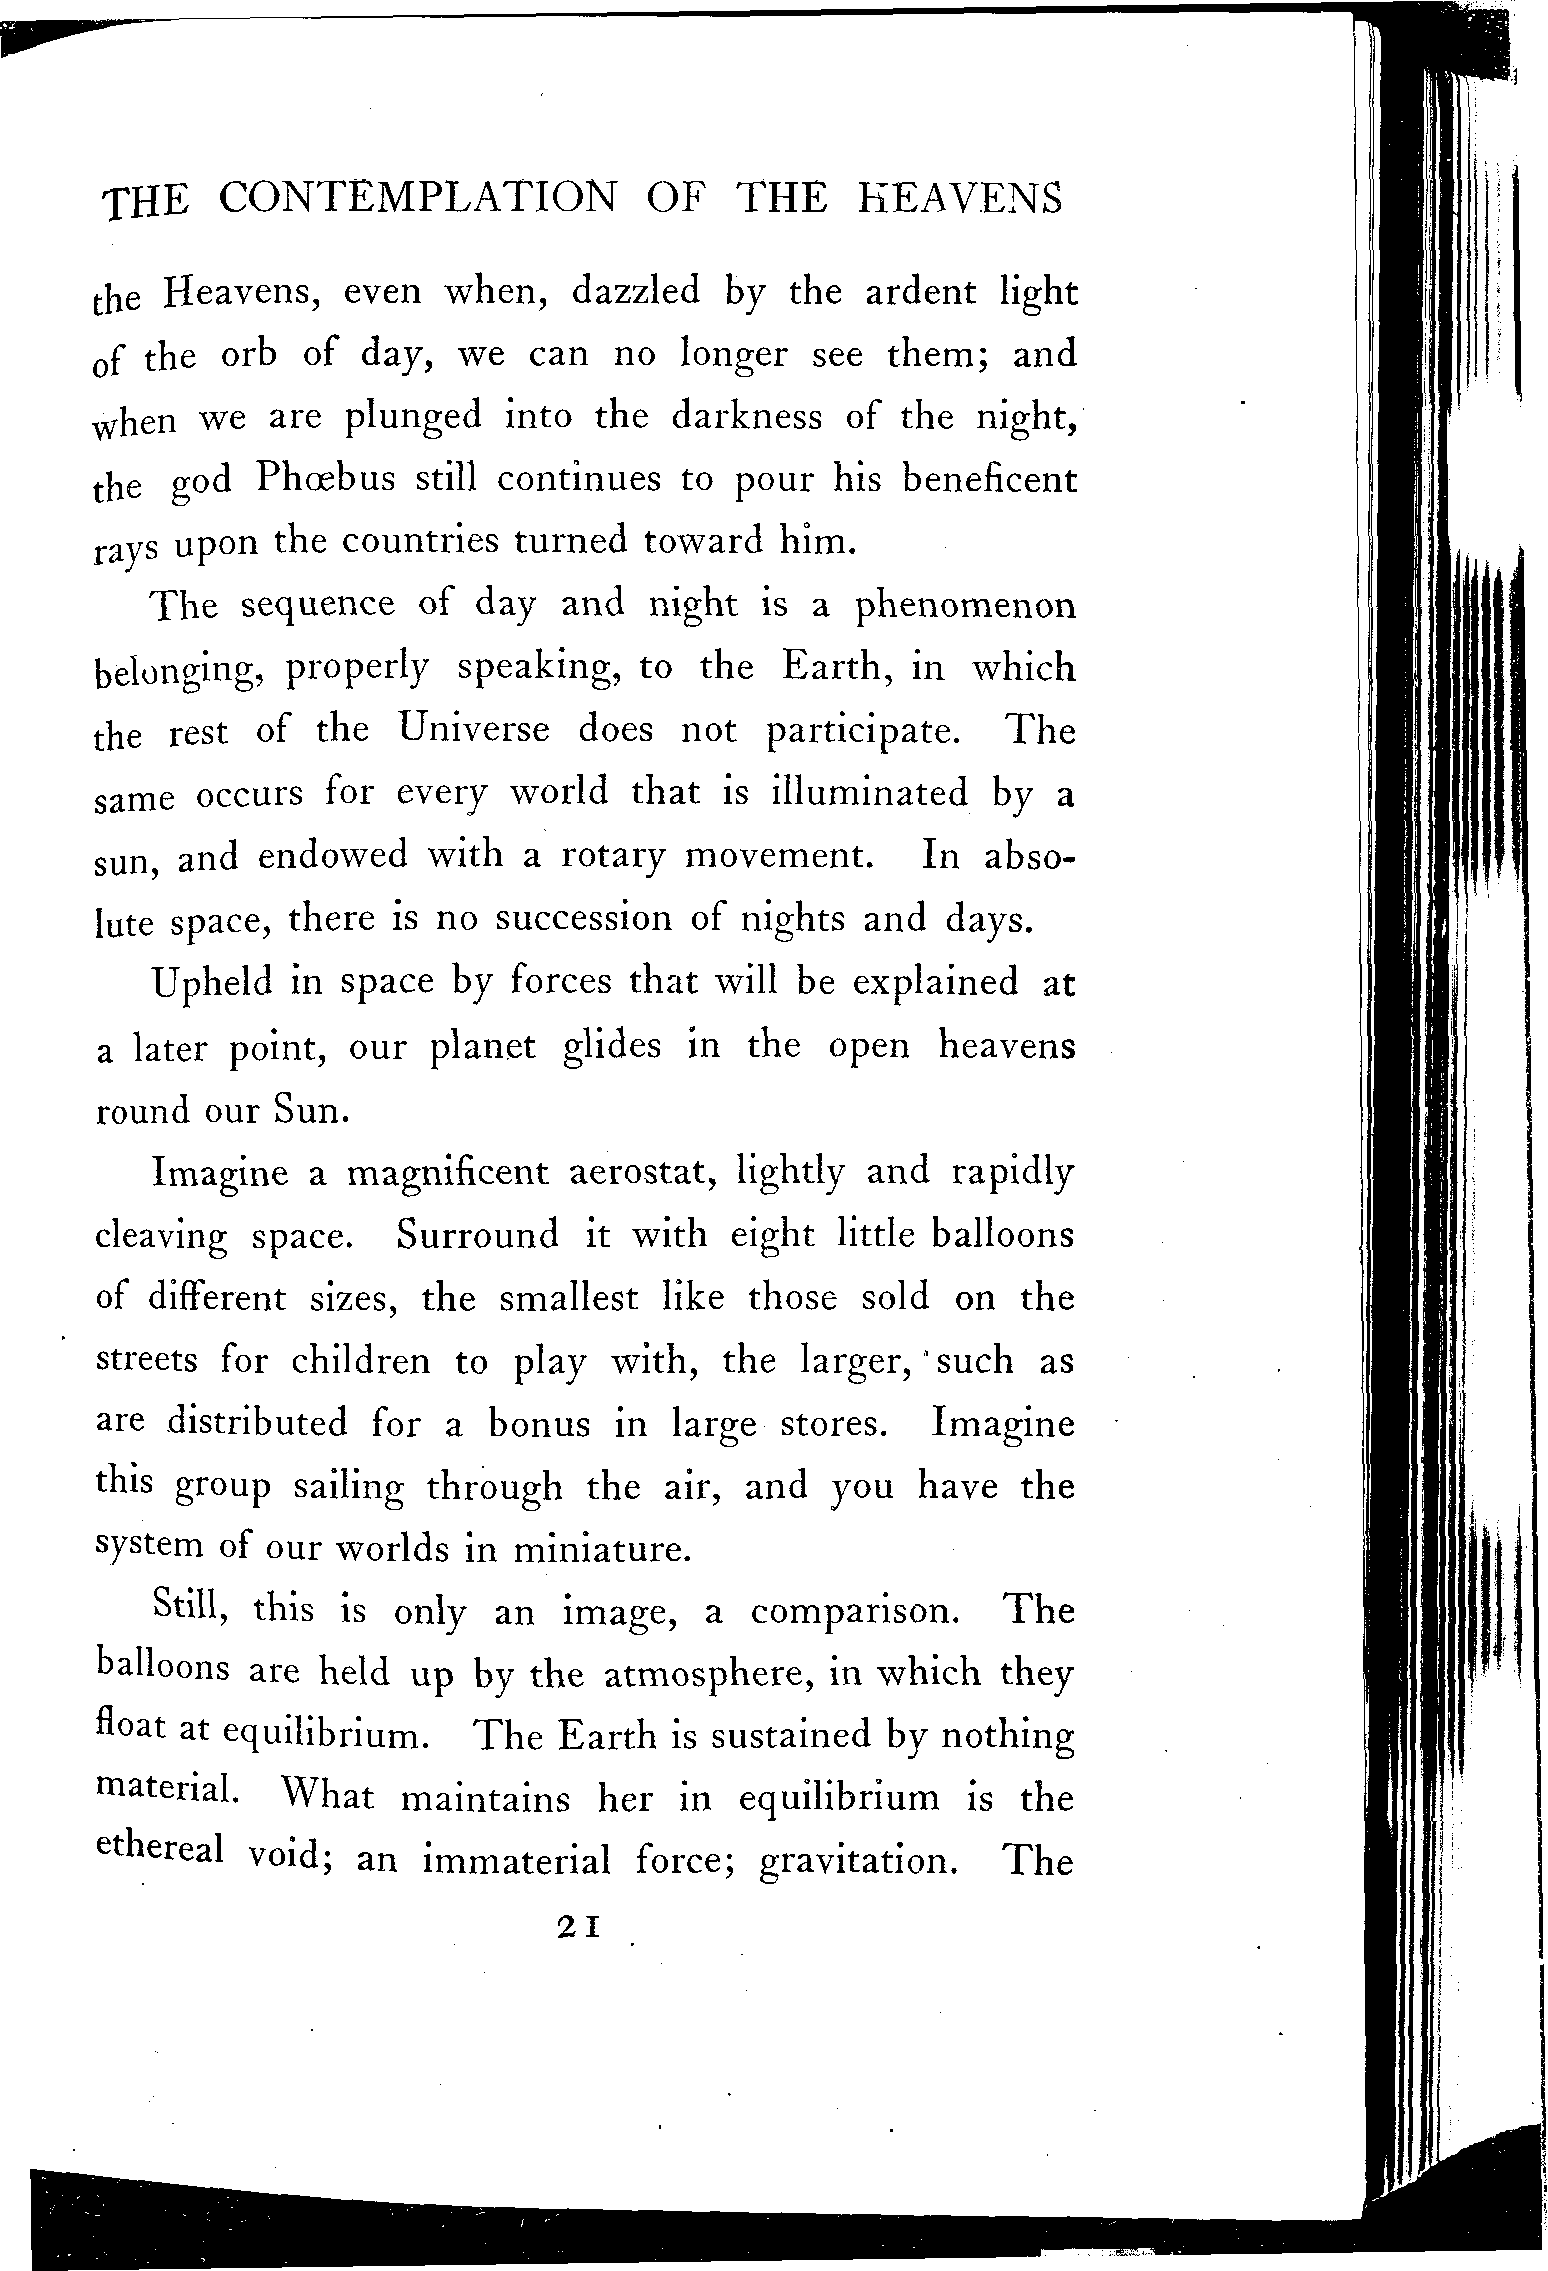 THE CONTEMPLATION OF THE HEAVENS
the Heavens, even when, dazzled by the ardent light
of the orb of day, we can no longer see them; and
when we are plunged into the darkness of the night,
the god Phœbus still continues to pour his beneficent
rays upon the countries turned toward him.
The sequence of day and night is a phenomenon
belonging, properly speaking, to the Earth, in which
the rest of the Universe does not participate. The
same occurs for every world that is illuminated by a
sun, and endowed with a rotary movement. In abso-
lute space, there is no succession of nights and days.
Upheld in space by forces that will be explained at
a later point, our planet glides in the open heavens
round our Sun.
Imagine a magnificent aerostat, lightly and rapidly
cleaving space. Surround it with eight little balloons
of different sizes, the smallest like those sold on the
streets for children to play with, the larger, such as
are distributed for a bonus in large stores. Imagine
this group sailing through the air, and you have the
system of our worlds in miniature.
Still, this is only an image, a comparison. The
balloons are held up by the atmosphere, in which they
float at equilibrium. The Earth is sustained by nothing
material. What maintains her in equilibrium is the
ethereal void; an immaterial force; gravitation. The
21